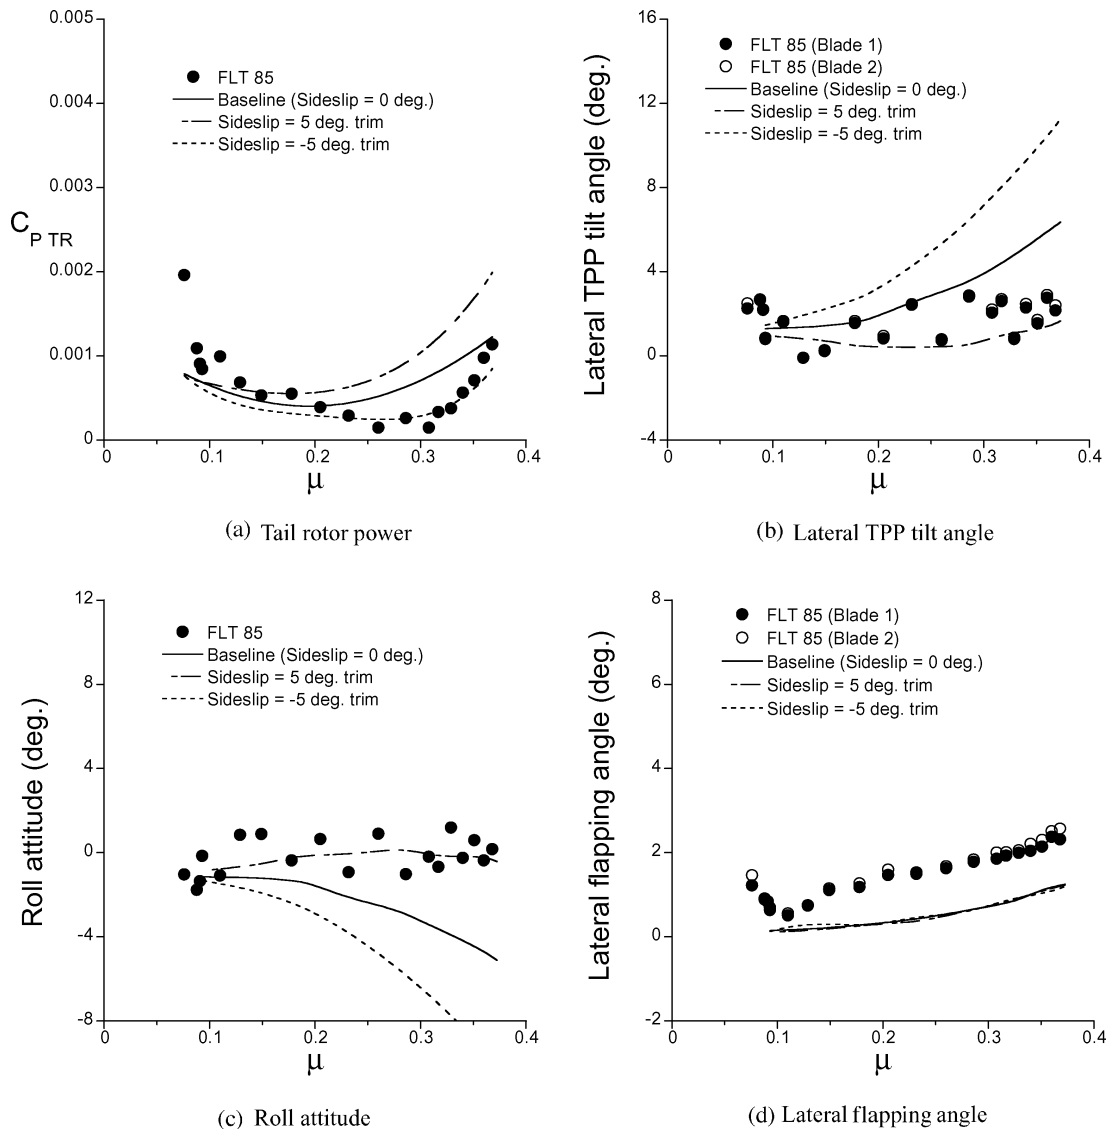 0.005
0.004
0.003
0.002
0.001
0
C P TR
FLT 85
Baseline (Sideslip = 0 deg.)
Sideslip = 5 deg. trim
Sideslip = -5 deg. trim
0 0.1 0.2 0.3 0.4
μ
(a) Tail rotor power
16
12
8
4
0
-4
Lateral TPP tilt angle (deg.)
FLT 85 (Blade 1)
FLT 85 (Blade 2)
Baseline (Sideslip = 0 deg.)
Sideslip = 5 deg. trim
Sideslip = -5 deg. trim
0 0.1 0.2 0.3 0.4
μ
(b) Lateral TPP tilt angle
12
8
4
0
-4
-8
Roll attitude (deg.)
FLT 85
Baseline (Sideslip = 0 deg.)
Sideslip = 5 deg. trim
Sideslip = -5 deg. trim
0 0.1 0.2 0.3 0.4
μ
(c) Roll attitude
8
6
4
2
0
-2
Lateral flapping angle (deg.)
FLT 85 (Blade 1)
FLT 85 (Blade 2)
Baseline (Sideslip = 0 deg.)
Sideslip = 5 deg. trim
Sideslip = -5 deg. trim
0 0.1 0.2 0.3 0.4
μ
(d) Lateral flapping angle